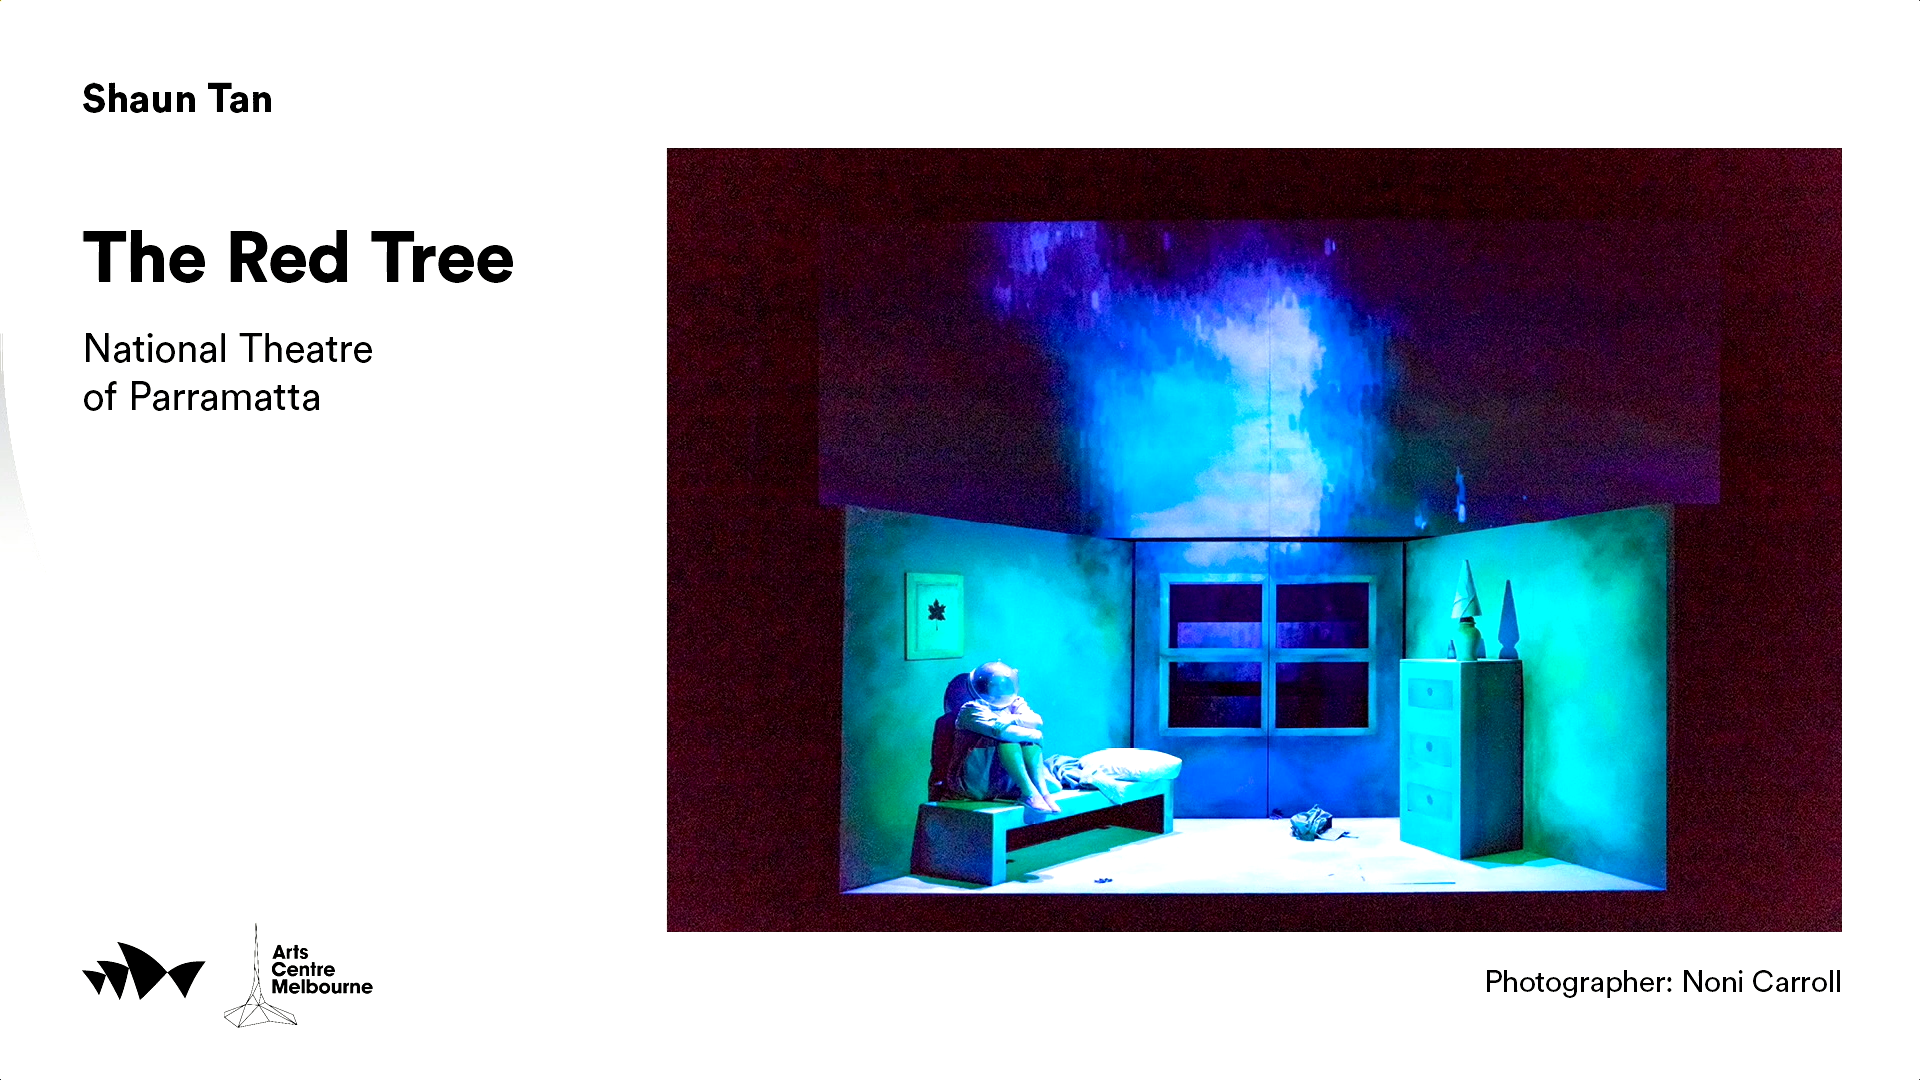 Shaun Tan
The Red Tree
National Theatre
of Parramatta
Arts
Centre
Melbourne
Photographer: Noni Carroll